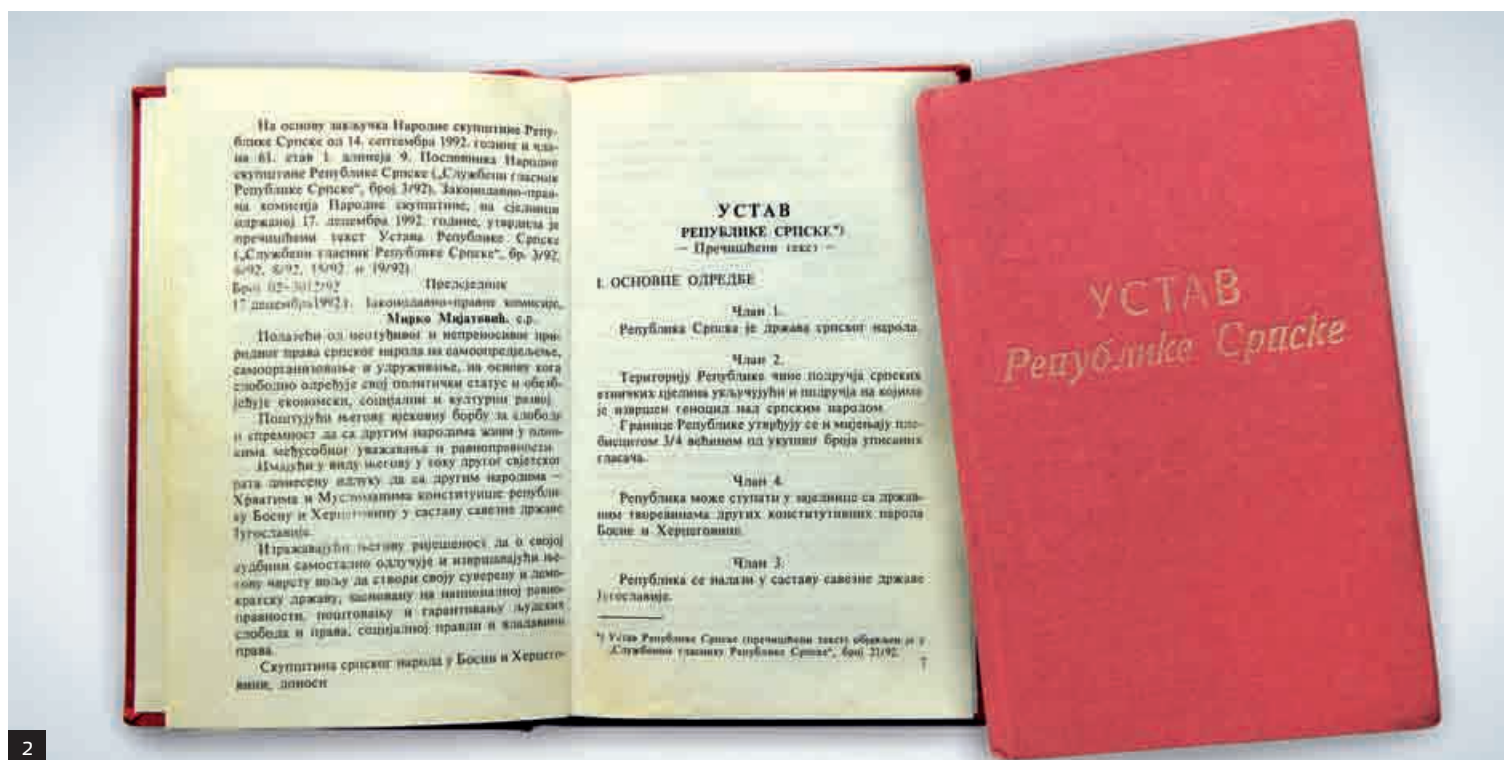 На основу закључка Народне скупштине Репу-
блике Српске од 14. септембра 1992. године и чла-
на 61. став 1. алинеја 9. Пословника Народне
скупштине Републике Српске („Службени гласник
Републике Српске“, број 3/92), Законодавно-прав-
на комисија Народне скупштине, на сједници
одржаној 17. децембра 1992. године, утврдила је
пречишћени текст Устава Републике Српске
(„Службени гласник Републике Српске“, бр. 3/92,
6/92, 8/92, 15/92. и 19/92)
Број 02-3012/92 Предсједник
17 децембра 1992.г. Законодавно-правне комисије,
Мирко Мијатовић, с.р.
Полазећи од неотуђивог и непреносивог при-
родног права српског народа на самоопредјељење,
самоорганизовање и удруживање, на основу кога
слободно одређује свој политички статус и обезб-
јеђује економски, социјални и културни развој
Поштујући његову вјековну борбу за слободу
и спремност да са другим народима живи у одно-
сима међусобног уважавања и равноправности
Имајући у виду његову у току другог свјетског
рата донесену одлуку да са другим народима –
Хрватима и Муслиманима конституише републи-
ку Босну и Херцеговину у саставу савезне државе
Југославије
Изражавајући његову ријешеност да о својој
судбини самостално одлучује и извршавајући ње-
гову чврсту вољу да створи своју суверену и демо-
кратску државу, засновану на националној равно-
правности, поштовању и гарантовању људских
слобода и права, социјалној правди и владавини
права.
Скупштина српског народа у Босни и Херцего-
вини, доноси
УСТАВ
РЕПУБЛИКЕ СРПСКЕ*)
– Пречишћени текст –
I. ОСНОВНЕ ОДРЕДБЕ
Члан 1.
Република Српска је држава српског народа.
Члан 2.
Територију Републике чине подручја српских
етничких цјелина укључујући и подручја на којима
је извршен геноцид над српским народом.
Границе Републике утврђују се и мијењају пле-
бисцитом 3/4 већином од укупног броја уписаних
гласача.
Члан 4.
Република може ступати у заједнице са држав-
ним творевинама других конститутивних народа
Босне и Херцеговине.
Члан 3.
Република се налази у саставу савезне државе
Југославије.
*) Устав Републике Српске (пречишћени текст) објављен је у
„Службеном гласнику Републике Српске“, број 21/92.
7
УСТАВ
Републике Српске
2